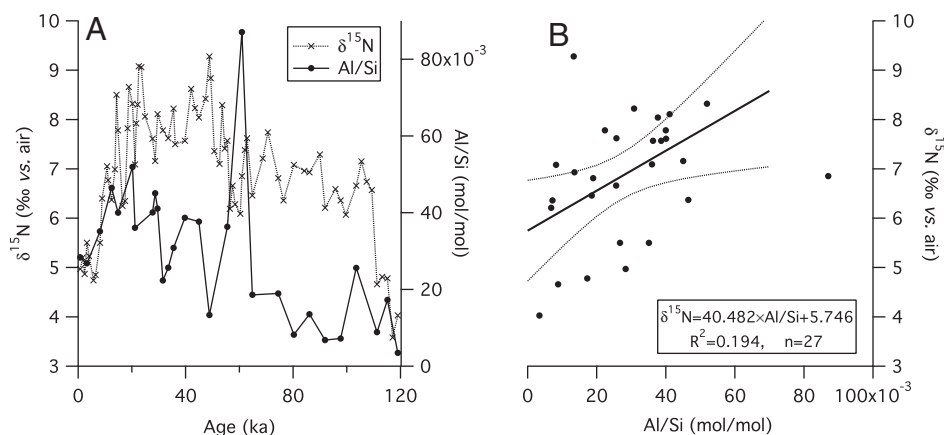 A
δ¹⁵N
Al/Si
10
9
8
7
6
5
4
3
δ¹⁵N (‰ vs. air)
80x10⁻³
60
40
20
0
Al/Si (mol/mol)
0
20
40
60
80
100
120
Age (ka)
B
10
9
8
7
6
5
4
3
δ¹⁵N (‰ vs. air)
δ¹⁵N=40.482×Al/Si+5.746
R²=0.194, n=27
0
20
40
60
80
100x10⁻³
Al/Si (mol/mol)